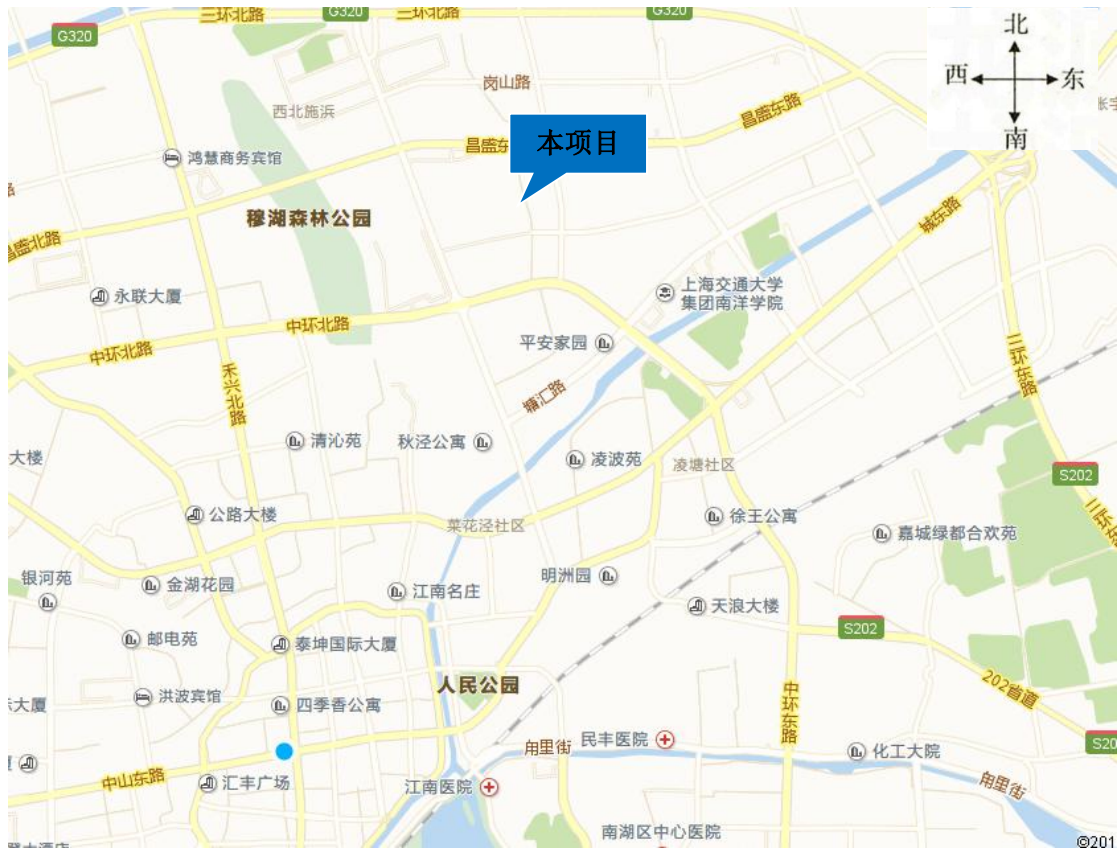 三环北路
三环北路
G320
G320
G320
北
西
东
南
岗山路
西北施浜
昌盛东路
昌盛东
本项目
鸿慧商务宾馆
穆湖森林公园
昌盛北路
城东路
永联大厦
上海交通大学
集团南洋学院
中环北路
中环北路
平安家园
二环东路
禾兴北路
塘汇路
清沁苑
秋泾公寓
大楼
凌波苑
凌塘社区
S202
公路大楼
菜花泾社区
徐王公寓
嘉城绿都合欢苑
银河苑
金湖花园
江南名庄
明洲园
天浪大楼
S202
邮电苑
泰坤国际大厦
人民公园
202省道
洪波宾馆
四季香公寓
大厦
中环东路
民丰医院
甪里街
化工大院
S20
中山东路
汇丰广场
江南医院
甪里街
南湖区中心医院
©201